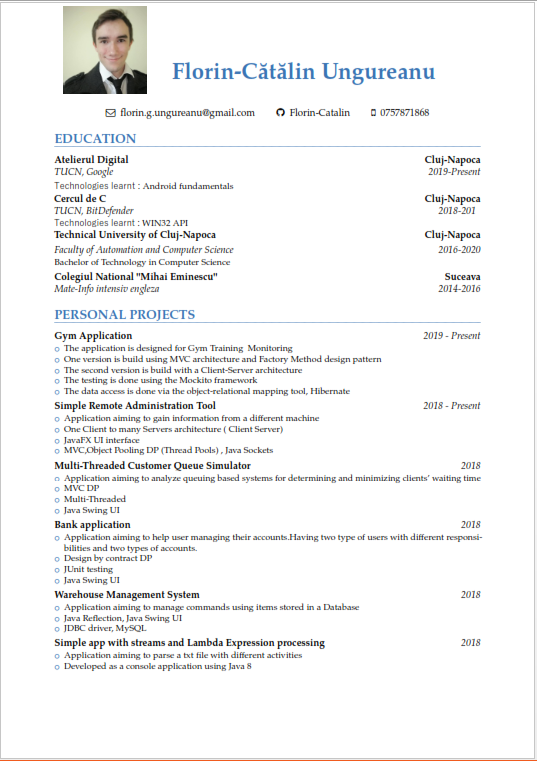 Florin-Cătălin Ungureanu
florin.g.ungureanu@gmail.com Florin-Catalin 0757871868
EDUCATION
Atelierul Digital Cluj-Napoca
TUCN, Google 2019-Present
Technologies learnt : Android fundamentals
Cercul de C Cluj-Napoca
TUCN, BitDefender 2018-201
Technologies learnt : WIN32 API
Technical University of Cluj-Napoca Cluj-Napoca
Faculty of Automation and Computer Science 2016-2020
Bachelor of Technology in Computer Science
Colegiul National "Mihai Eminescu" Suceava
Mate-Info intensiv engleza 2014-2016
PERSONAL PROJECTS
Gym Application 2019 - Present
The application is designed for Gym Training Monitoring
One version is build using MVC architecture and Factory Method design pattern
The second version is build with a Client-Server architecture
The testing is done using the Mockito framework
The data access is done via the object-relational mapping tool, Hibernate
Simple Remote Administration Tool 2018 - Present
Application aiming to gain information from a different machine
One Client to many Servers architecture ( Client Server)
JavaFX UI interface
MVC,Object Pooling DP (Thread Pools) , Java Sockets
Multi-Threaded Customer Queue Simulator 2018
Application aiming to analyze queuing based systems for determining and minimizing clients' waiting time
MVC DP
Multi-Threaded
Java Swing UI
Bank application 2018
Application aiming to help user managing their accounts.Having two type of users with different responsi-
bilities and two types of accounts.
Design by contract DP
JUnit testing
Java Swing UI
Warehouse Management System 2018
Application aiming to manage commands using items stored in a Database
Java Reflection, Java Swing UI
JDBC driver, MySQL
Simple app with streams and Lambda Expression processing 2018
Application aiming to parse a txt file with different activities
Developed as a console application using Java 8